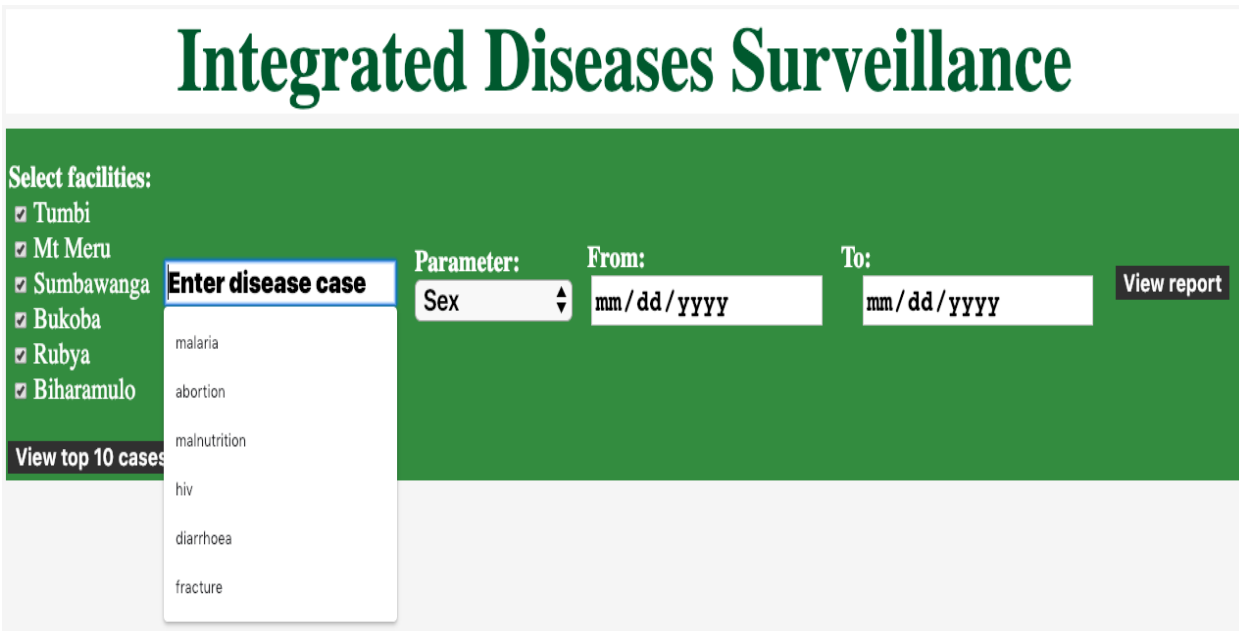 Integrated Diseases Surveillance
Select facilities:
Tumbi
Mt Meru
Sumbawanga
Bukoba
Rubya
Biharamulo
View top 10 cases
Enter disease case
malaria
abortion
malnutrition
hiv
diarrhoea
fracture
Parameter:
Sex
From:
mm/dd/yyyy
To:
mm/dd/yyyy
View report